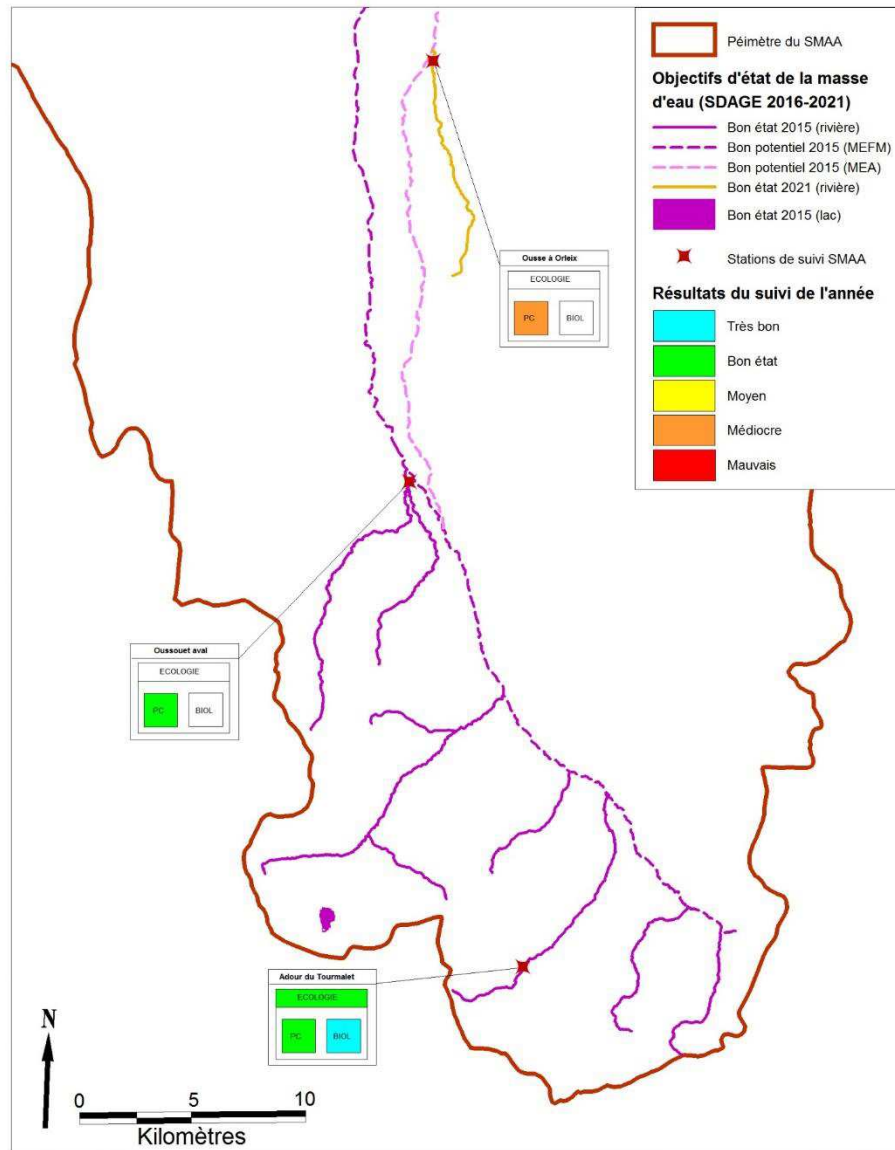 Péimètre du SMAA
Objectifs d'état de la masse
d'eau (SDAGE 2016-2021)
Bon état 2015 (rivière)
Bon potentiel 2015 (MEFM)
Bon potentiel 2015 (MEA)
Bon état 2021 (rivière)
Bon état 2015 (lac)
Stations de suivi SMAA
Résultats du suivi de l'année
Très bon
Bon état
Moyen
Médiocre
Mauvais
Ousse à Orleix
ECOLOGIE
PC BIOL
Oussouet aval
ECOLOGIE
PC BIOL
Adour du Tourmalet
ECOLOGIE
PC BIOL
N
0 5 10
Kilomètres